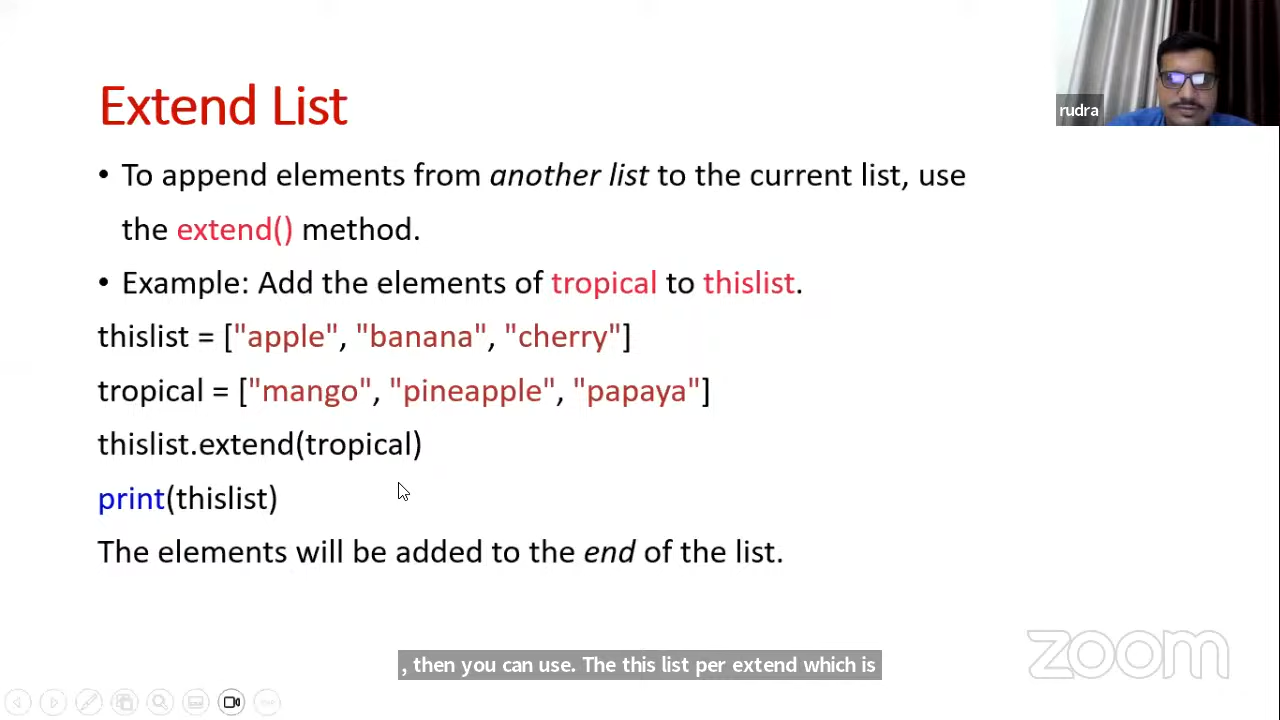 rudra
Extend List
• To append elements from another list to the current list, use
the extend() method.
• Example: Add the elements of tropical to thislist.
thislist = ["apple", "banana", "cherry"]
tropical = ["mango", "pineapple", "papaya"]
thislist.extend(tropical)
print(thislist)
The elements will be added to the end of the list.
, then you can use. The this list per extend which is
zoom